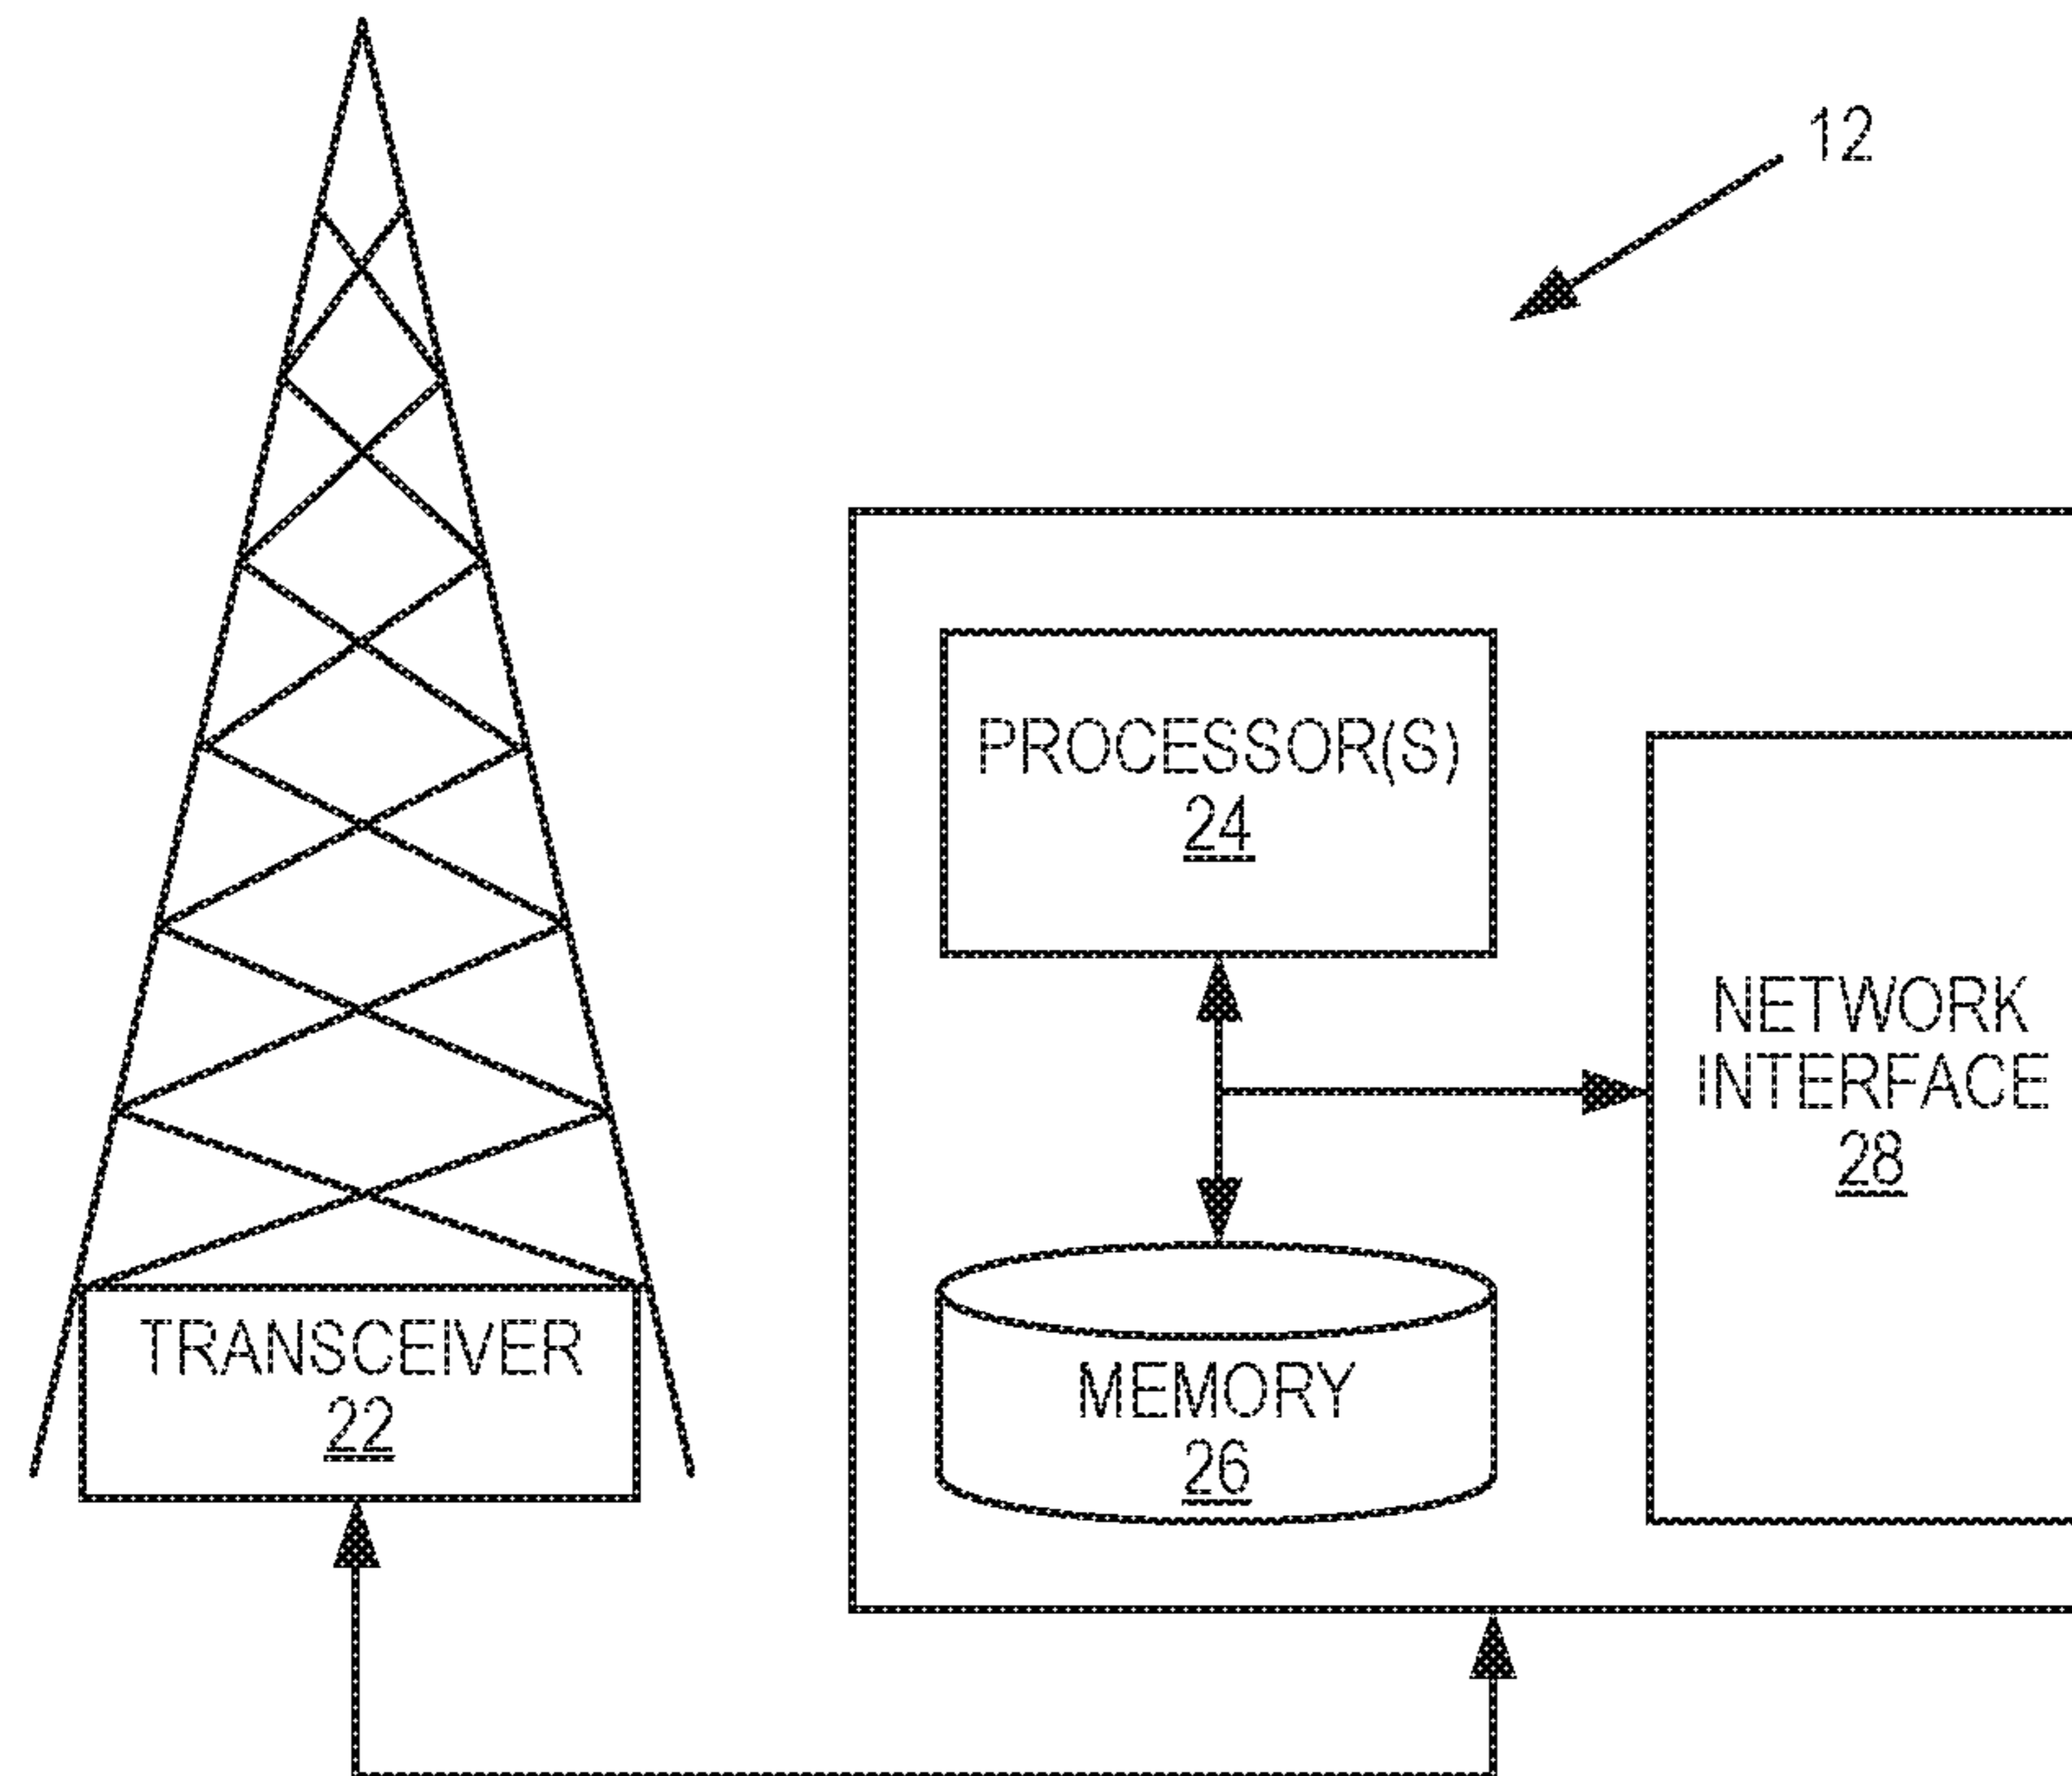 12
PROCESSOR(S)
24
NETWORK
INTERFACE
28
TRANSCEIVER
22
MEMORY
26